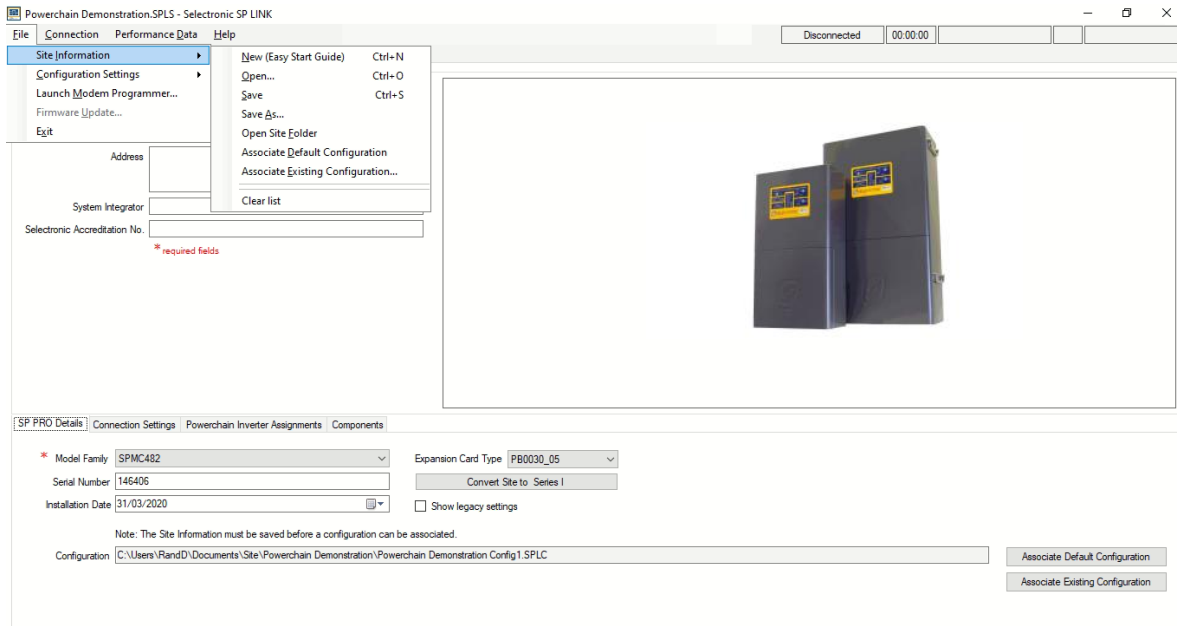 Powerchain Demonstration.SPLS - Selectronic SP LINK
File Connection Performance Data Help
Disconnected 00:00:00
Site Information
Configuration Settings
Launch Modem Programmer...
Firmware Update...
Exit
New (Easy Start Guide) Ctrl+N
Open... Ctrl+O
Save Ctrl+S
Save As...
Open Site Folder
Associate Default Configuration
Associate Existing Configuration...
Clear list
Address
System Integrator
Selectronic Accreditation No.
* required fields
SP PRO Details Connection Settings Powerchain Inverter Assignments Components
* Model Family SPMC482 Expansion Card Type PB0030_05
Serial Number 146406 Convert Site to Series I
Installation Date 31/03/2020 Show legacy settings
Note: The Site Information must be saved before a configuration can be associated.
Configuration C:\Users\RandD\Documents\Site\Powerchain Demonstration\Powerchain Demonstration Config1.SPLC Associate Default Configuration
Associate Existing Configuration